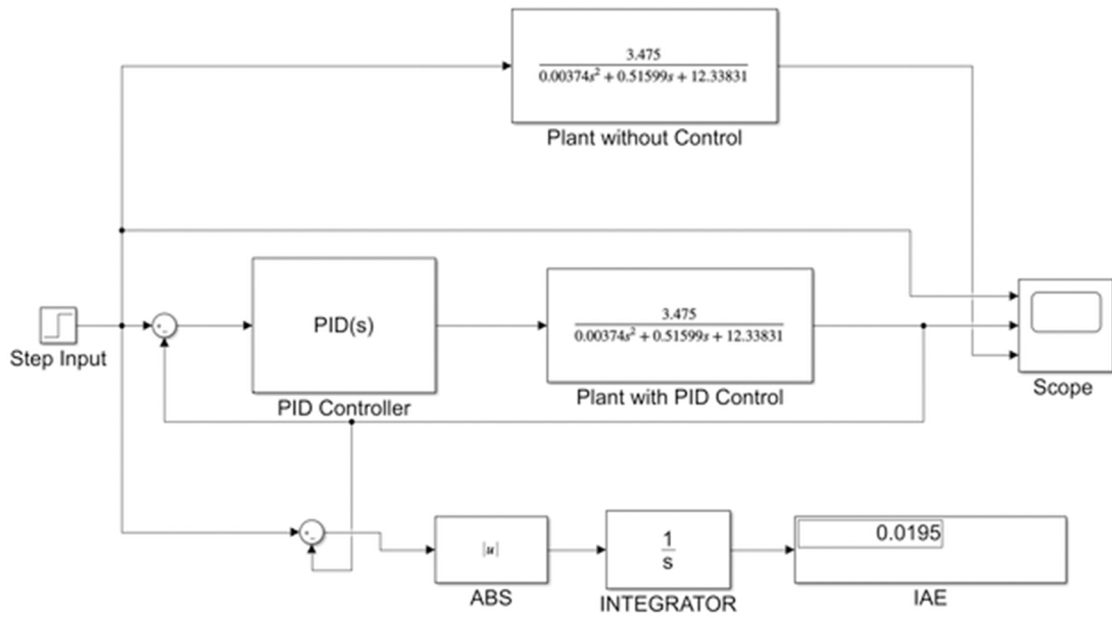 3.475
0.00374s² + 0.51599s + 12.33831
Plant without Control
Step Input
+
-
PID(s)
PID Controller
3.475
0.00374s² + 0.51599s + 12.33831
Plant with PID Control
Scope
+
-
|u|
ABS
1
s
INTEGRATOR
0.0195
IAE